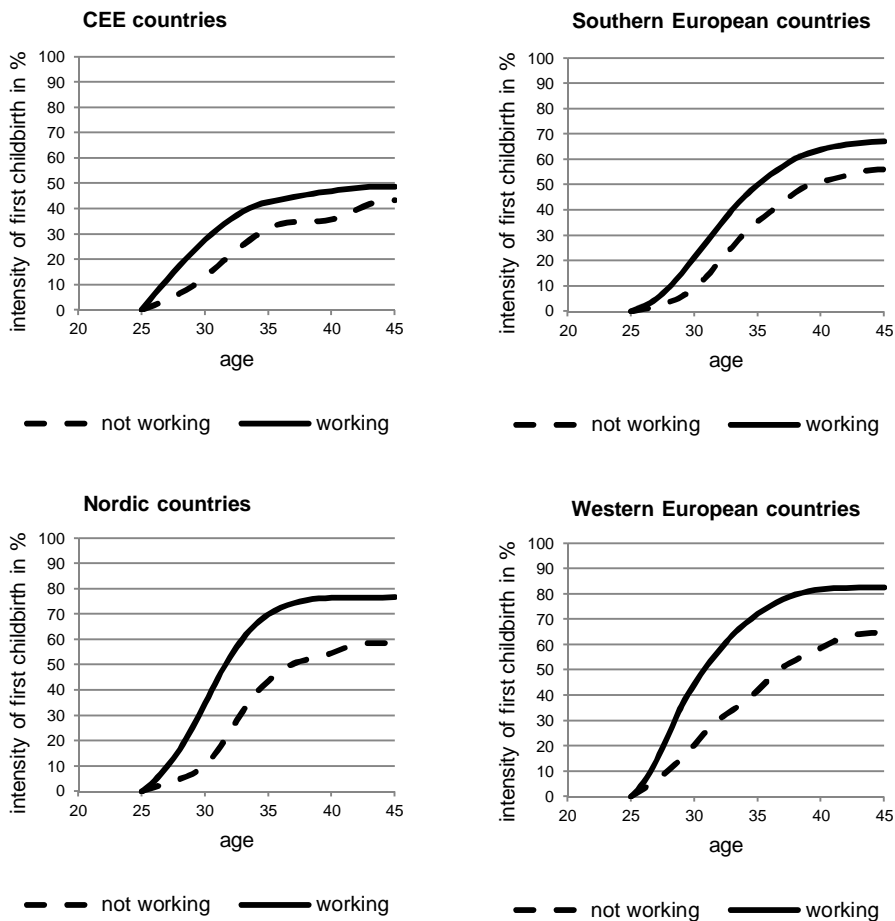 CEE countries
intensity of first childbirth in %
100
90
80
70
60
50
40
30
20
10
0
20 25 30 35 40 45
age
not working working
Southern European countries
intensity of first childbirth in %
100
90
80
70
60
50
40
30
20
10
0
20 25 30 35 40 45
age
not working working
Nordic countries
intensity of first childbirth in %
100
90
80
70
60
50
40
30
20
10
0
20 25 30 35 40 45
age
not working working
Western European countries
intensity of first childbirth in %
100
90
80
70
60
50
40
30
20
10
0
20 25 30 35 40 45
age
not working working